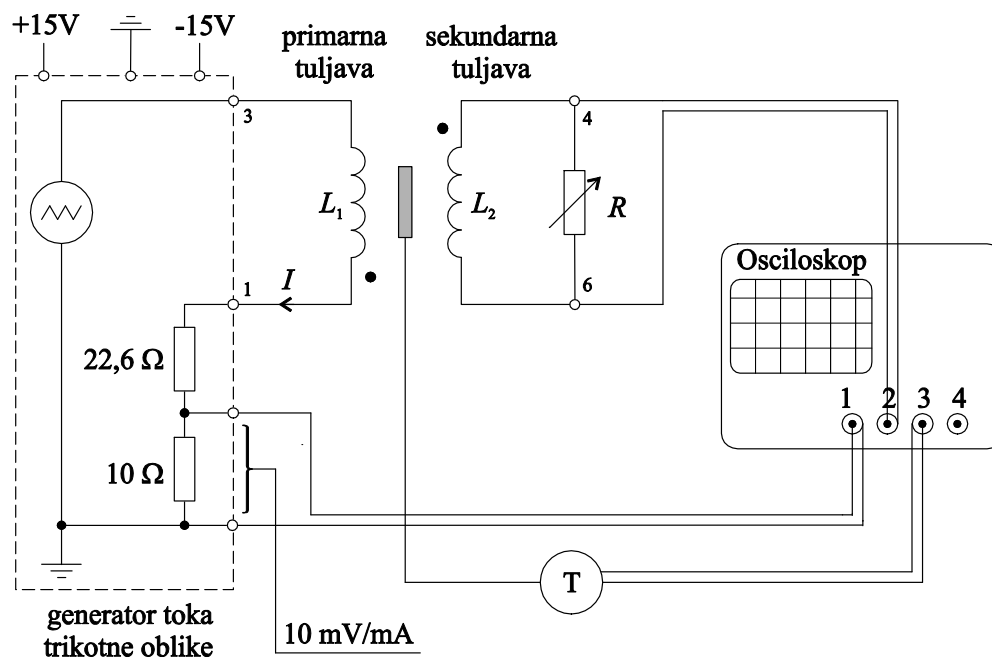 +15V
-15V
primarna
tuljava
sekundarna
tuljava
3
4
L₁
L₂
R
1
I
6
Osciloskop
22,6 Ω
1 2 3 4
10 Ω
T
generator toka
trikotne oblike
10 mV/mA